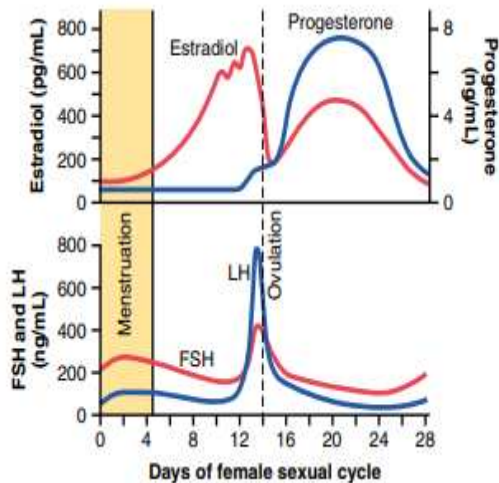 Estradiol (pg/mL)
800
600
400
200
0
Estradiol
Progesterone
8
4
0
Progesterone
(ng/mL)
FSH and LH
(ng/mL)
800
600
400
200
0
Menstruation
FSH
LH
Ovulation
0 4 8 12 16 20 24 28
Days of female sexual cycle